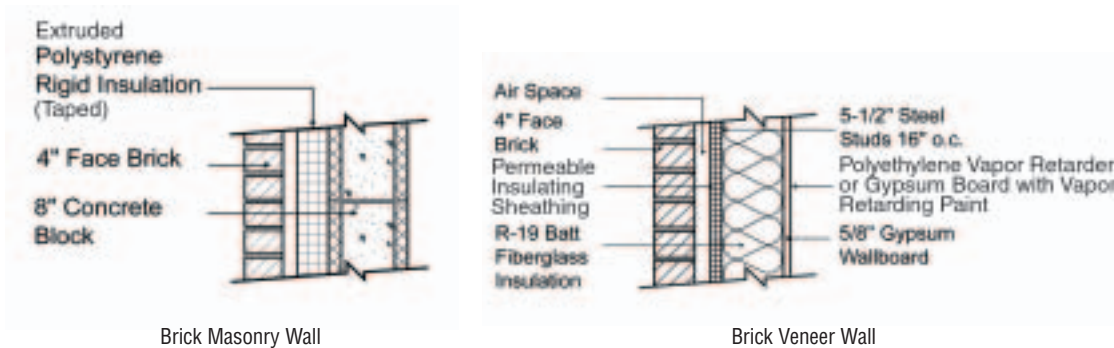 Extruded
Polystyrene
Rigid Insulation
(Taped)
4" Face Brick
8" Concrete
Block
Brick Masonry Wall
Air Space
4" Face
Brick
Permeable
Insulating
Sheathing
R-19 Batt
Fiberglass
Insulation
5-1/2" Steel
Studs 16" o.c.
Polyethylene Vapor Retarder
or Gypsum Board with Vapor
Retarding Paint
5/8" Gypsum
Wallboard
Brick Veneer Wall